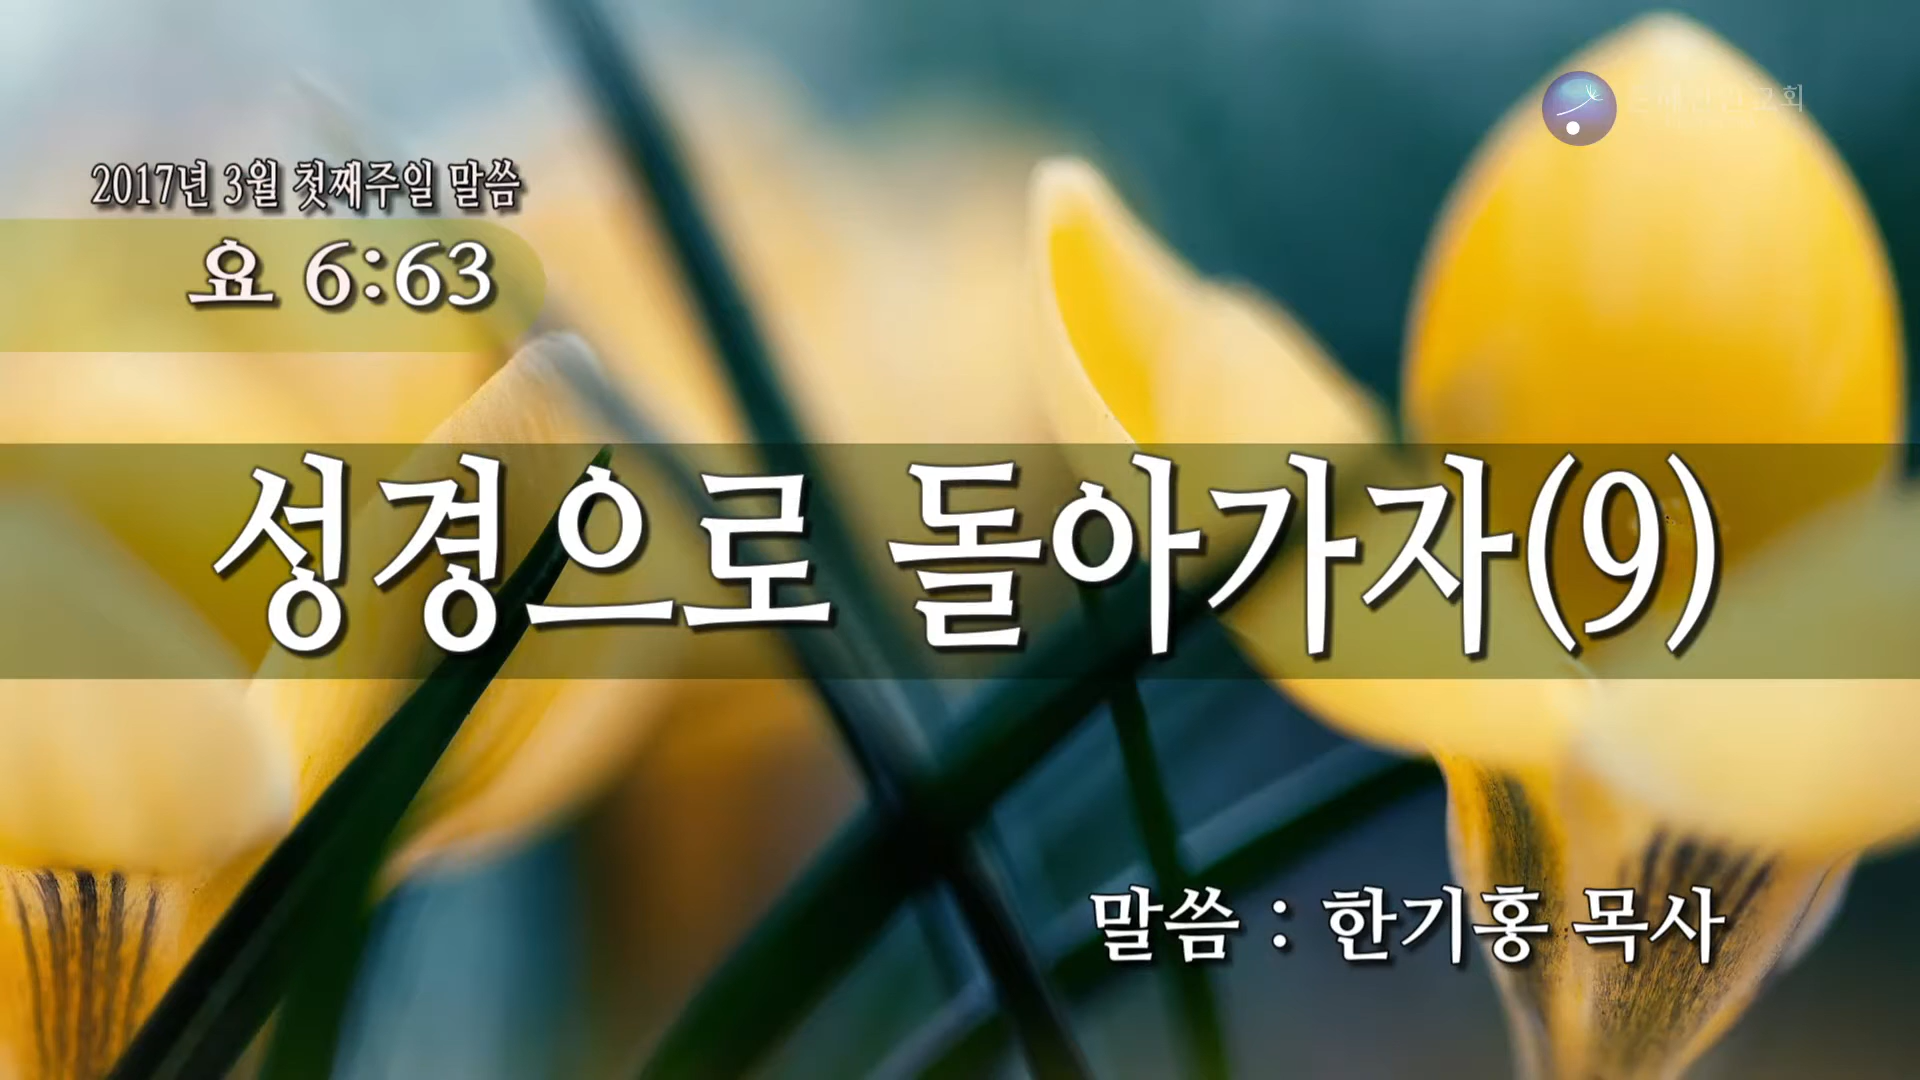 2017년 3월 첫째주일 말씀
요 6:63
성경으로 돌아가자(9)
말씀 : 한기홍 목사